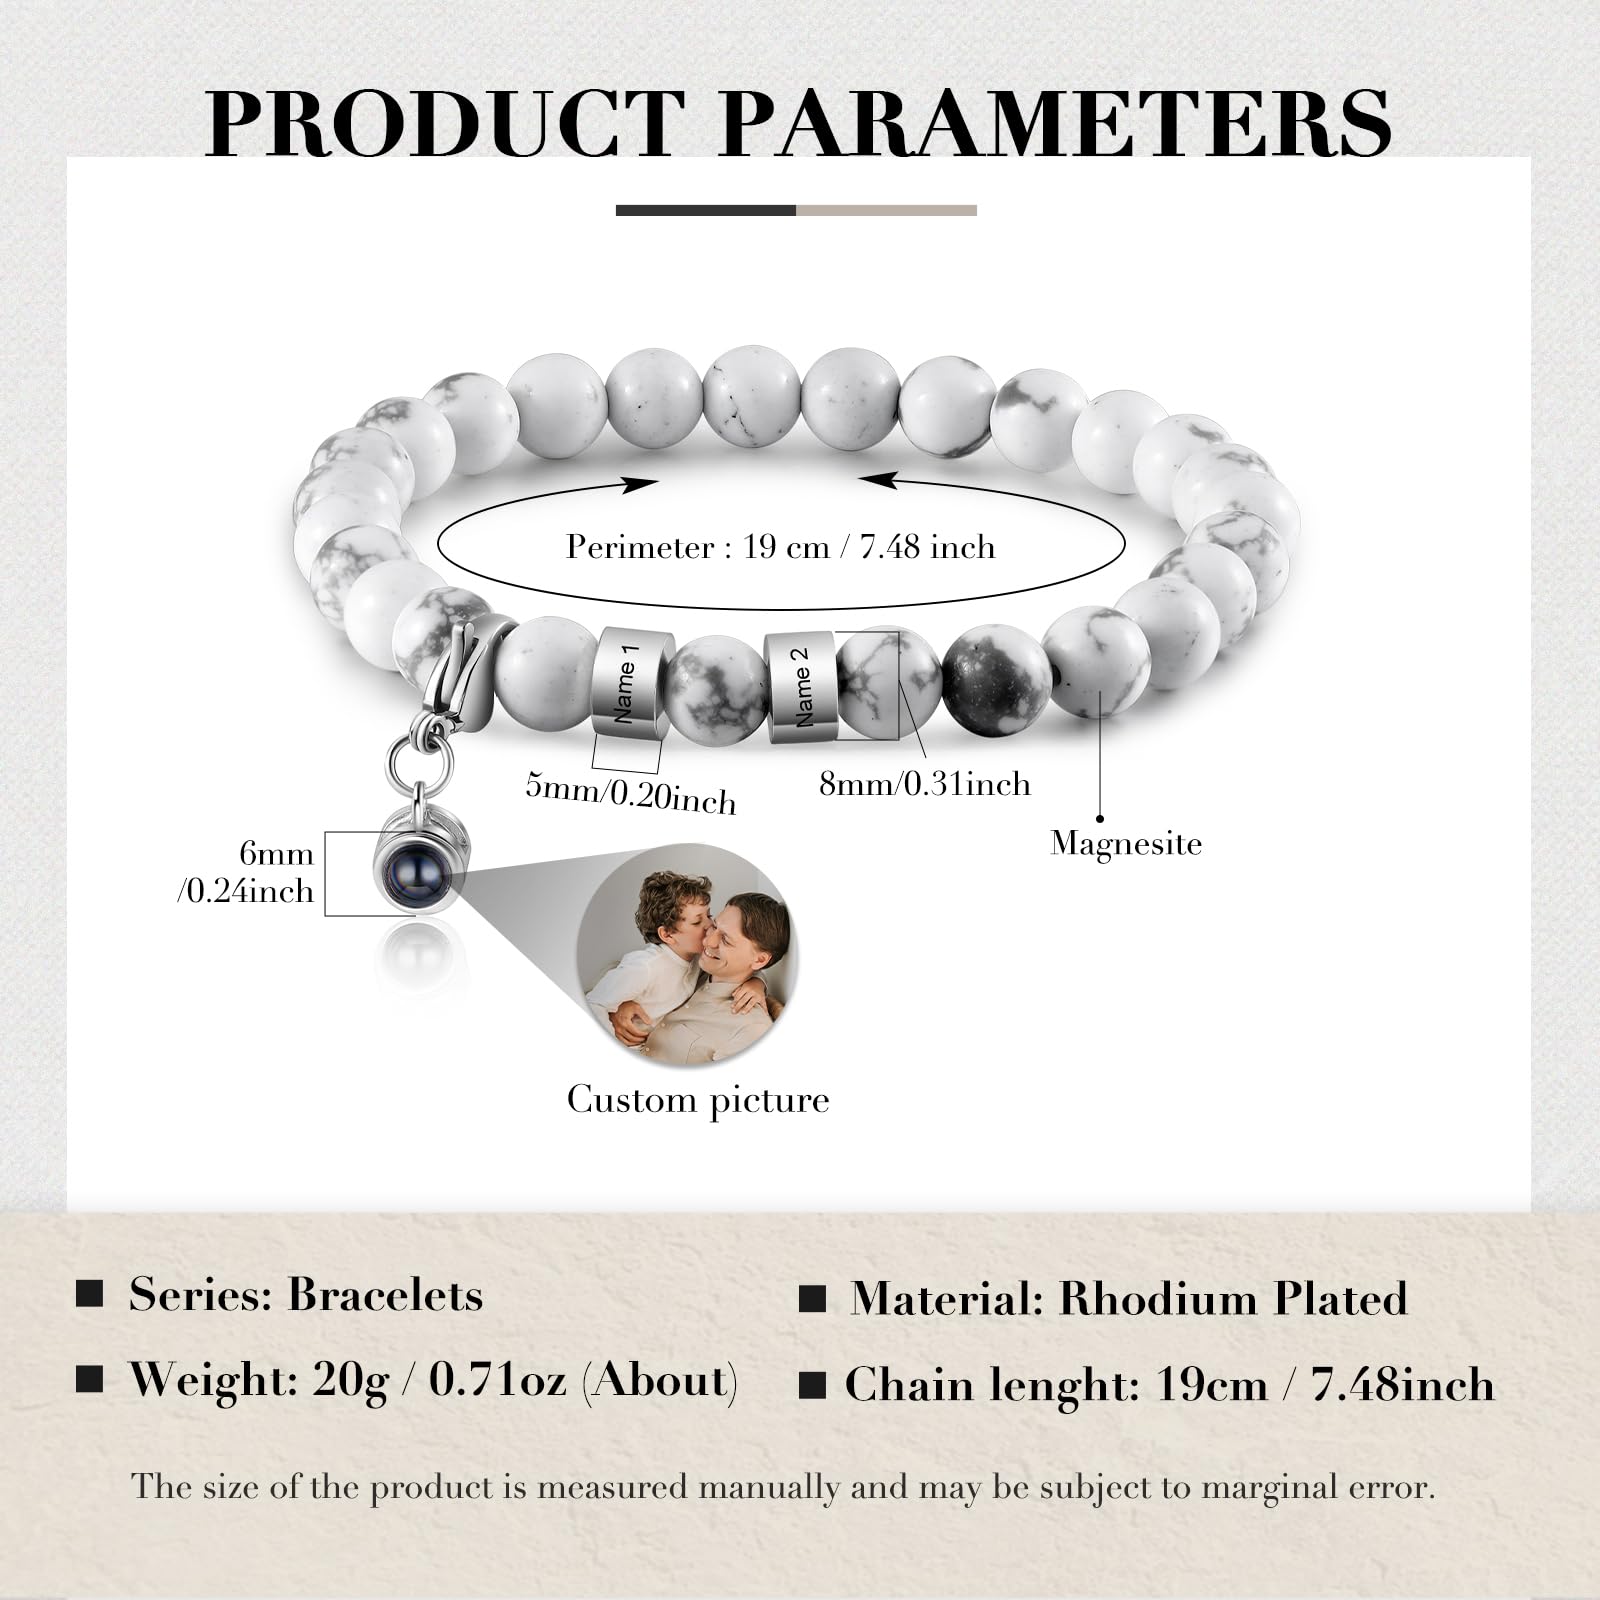 PRODUCT PARAMETERS
Perimeter : 19 cm / 7.48 inch
Name 1
Name 2
5mm/0.20inch
8mm/0.31inch
Magnesite
6mm
/0.24inch
Custom picture
Series: Bracelets
Material: Rhodium Plated
Weight: 20g / 0.71oz (About)
Chain lenght: 19cm / 7.48inch
The size of the product is measured manually and may be subject to marginal error.